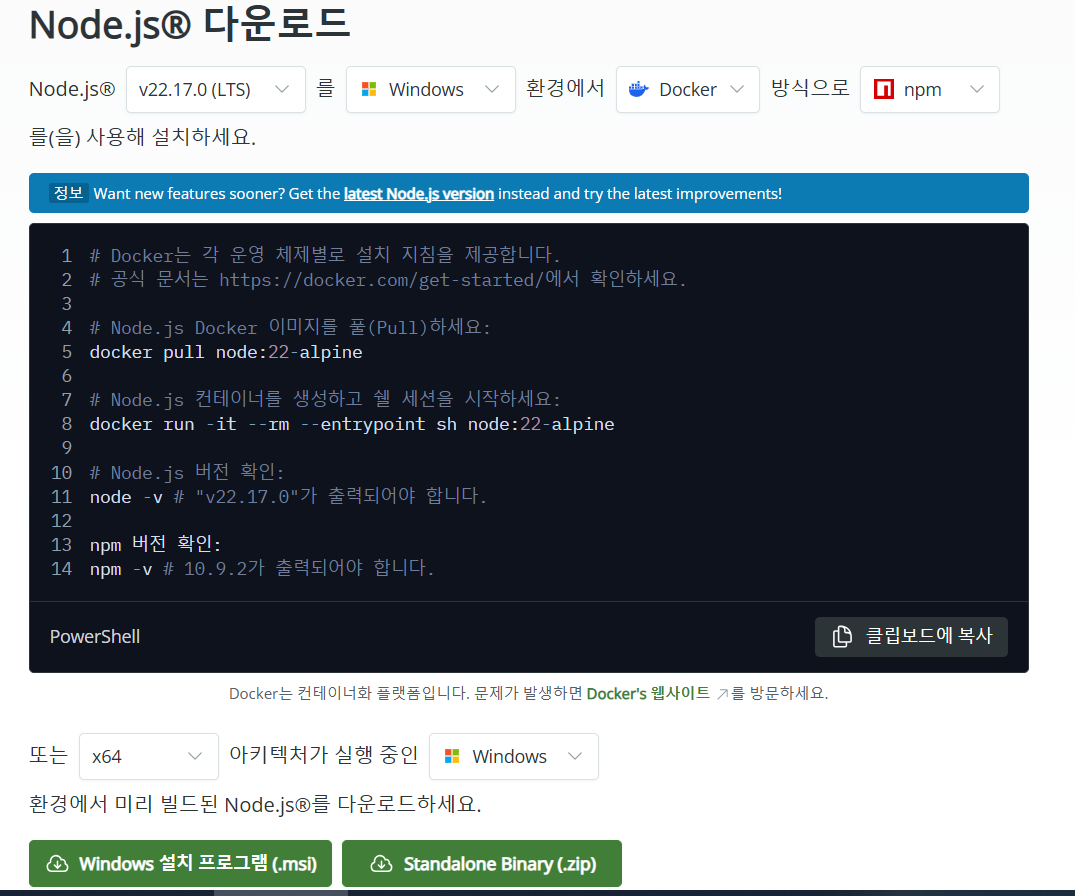 Node.js® 다운로드
Node.js® v22.17.0 (LTS) 를 Windows 환경에서 Docker 방식으로 npm
를(을) 사용해 설치하세요.
정보 Want new features sooner? Get the latest Node.js version instead and try the latest improvements!
1 # Docker는 각 운영 체제별로 설치 지침을 제공합니다.
2 # 공식 문서는 https://docker.com/get-started/에서 확인하세요.
3
4 # Node.js Docker 이미지를 풀(Pull)하세요:
5 docker pull node:22-alpine
6
7 # Node.js 컨테이너를 생성하고 쉘 세션을 시작하세요:
8 docker run -it --rm --entrypoint sh node:22-alpine
9
10 # Node.js 버전 확인:
11 node -v # "v22.17.0"가 출력되어야 합니다.
12
13 npm 버전 확인:
14 npm -v # 10.9.2가 출력되어야 합니다.
PowerShell 클립보드에 복사
Docker는 컨테이너화 플랫폼입니다. 문제가 발생하면 Docker's 웹사이트 ↗를 방문하세요.
또는 x64 아키텍처가 실행 중인 Windows
환경에서 미리 빌드된 Node.js®를 다운로드하세요.
Windows 설치 프로그램 (.msi) Standalone Binary (.zip)